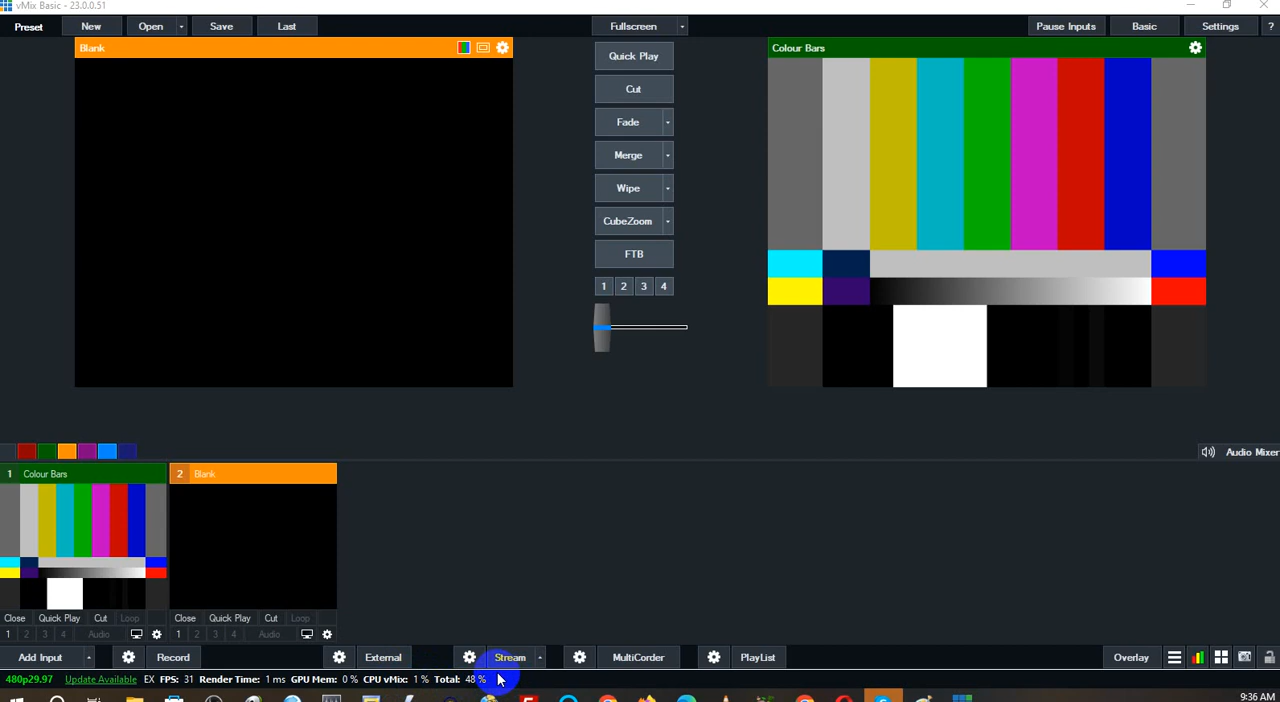 vMix Basic - 23.0.0.51
Preset New Open Save Last Fullscreen Pause Inputs Basic Settings ?
Blank
Colour Bars
Quick Play
Cut
Fade
Merge
Wipe
CubeZoom
FTB
1 2 3 4
Audio Mixer
1 Colour Bars
2 Blank
Close Quick Play Cut Loop Close Quick Play Cut Loop
1 2 3 4 Audio 1 2 3 4 Audio
Add Input Record External Stream MultiCorder PlayList Overlay
480p29.97 Update Available EX FPS: 31 Render Time: 1 ms GPU Mem: 0 % CPU vMix: 1 % Total: 48 %
9:36 AM